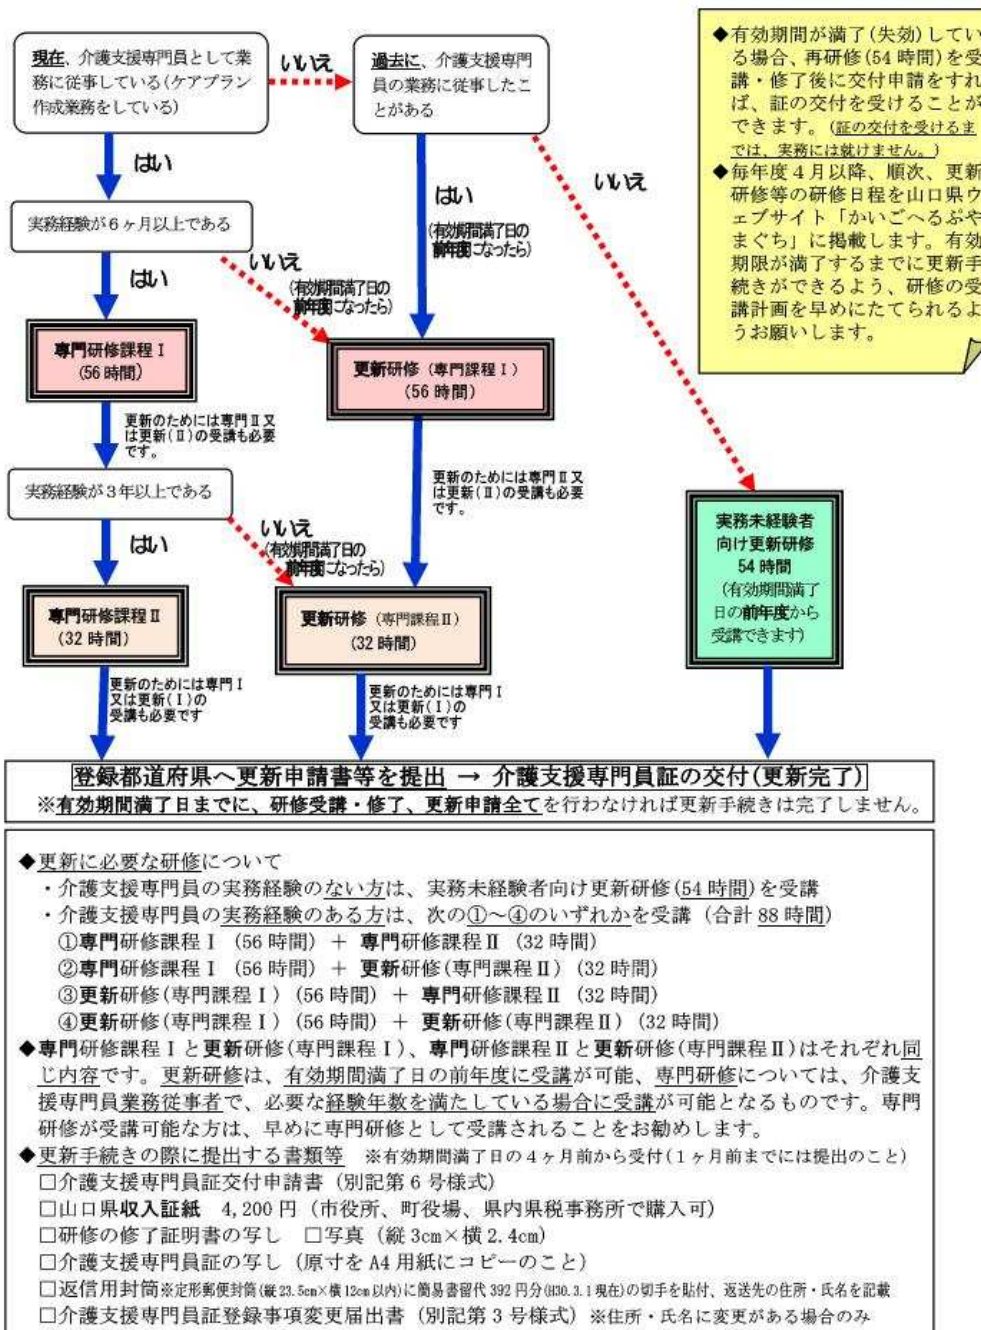 現在、介護支援専門員として業
務に従事している(ケアプラン
作成業務をしている)
いいえ
過去に、介護支援専門
員の業務に従事したこ
とがある
◆有効期間が満了(失効)してい
る場合、再研修(54時間)を受
講・修了後に交付申請をすれ
ば、証の交付を受けることが
できます。(証の交付を受けるま
では、実務には就けません。)
◆毎年度4月以降、順次、更新
研修等の研修日程を山口県ウ
ェブサイト「かいごへるぷや
まぐち」に掲載します。有効
期限が満了するまでに更新手
続きができるよう、研修の受
講計画を早めにたてられるよ
うお願いします。
はい
はい
(有効期間満了日の
前年度になったら)
いいえ
実務経験が6ヶ月以上である
はい
いいえ
(有効期間満了日の
前年度になったら)
専門研修課程Ⅰ
(56時間)
更新研修(専門課程Ⅰ)
(56時間)
更新のためには専門Ⅱ又
は更新(Ⅱ)の受講も必要
です。
更新のためには専門Ⅱ又
は更新(Ⅱ)の受講も必要
です。
実務経験が3年以上である
はい
いいえ
(有効期間満了日の
前年度になったら)
実務未経験者
向け更新研修
54時間
(有効期間満了
日の前年度から
受講できます)
専門研修課程Ⅱ
(32時間)
更新研修(専門課程Ⅱ)
(32時間)
更新のためには専門Ⅰ
又は更新(Ⅰ)の
受講も必要です
更新のためには専門Ⅰ
又は更新(Ⅰ)の
受講も必要です
登録都道府県へ更新申請書等を提出 → 介護支援専門員証の交付(更新完了)
※有効期間満了日までに、研修受講・修了、更新申請全てを行わなければ更新手続きは完了しません。
◆更新に必要な研修について
・介護支援専門員の実務経験のない方は、実務未経験者向け更新研修(54時間)を受講
・介護支援専門員の実務経験のある方は、次の①~④のいずれかを受講(合計88時間)
①専門研修課程Ⅰ (56時間) + 専門研修課程Ⅱ (32時間)
②専門研修課程Ⅰ (56時間) + 更新研修(専門課程Ⅱ) (32時間)
③更新研修(専門課程Ⅰ) (56時間) + 専門研修課程Ⅱ (32時間)
④更新研修(専門課程Ⅰ) (56時間) + 更新研修(専門課程Ⅱ) (32時間)
◆専門研修課程Ⅰと更新研修(専門課程Ⅰ)、専門研修課程Ⅱと更新研修(専門課程Ⅱ)はそれぞれ同
じ内容です。更新研修は、有効期間満了日の前年度に受講が可能、専門研修については、介護支
援専門員業務従事者で、必要な経験年数を満たしている場合に受講が可能となるものです。専門
研修が受講可能な方は、早めに専門研修として受講されることをお勧めします。
◆更新手続きの際に提出する書類等 ※有効期間満了日の4ヶ月前から受付(1ヶ月前までには提出のこと)
□介護支援専門員証交付申請書(別記第6号様式)
□山口県収入証紙 4,200円(市役所、町役場、県内県税事務所で購入可)
□研修の修了証明書の写し □写真(縦3cm×横2.4cm)
□介護支援専門員証の写し(原寸をA4用紙にコピーのこと)
□返信用封筒※定形郵便封筒(縦23.5cm×横12cm以内)に簡易書留代392円分(H30.3.1現在)の切手を貼付、返送先の住所・氏名を記載
□介護支援専門員証登録事項変更届出書(別記第3号様式)※住所・氏名に変更がある場合のみ